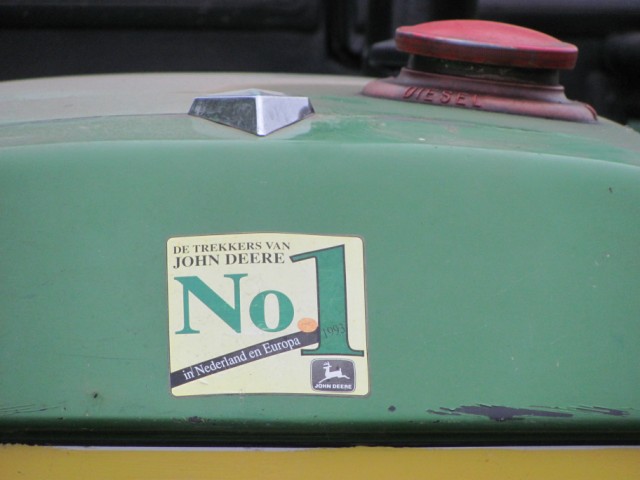 DIESEL
DE TREKKERS VAN
JOHN DEERE
No.1
1993
in Nederland en Europa
JOHN DEERE